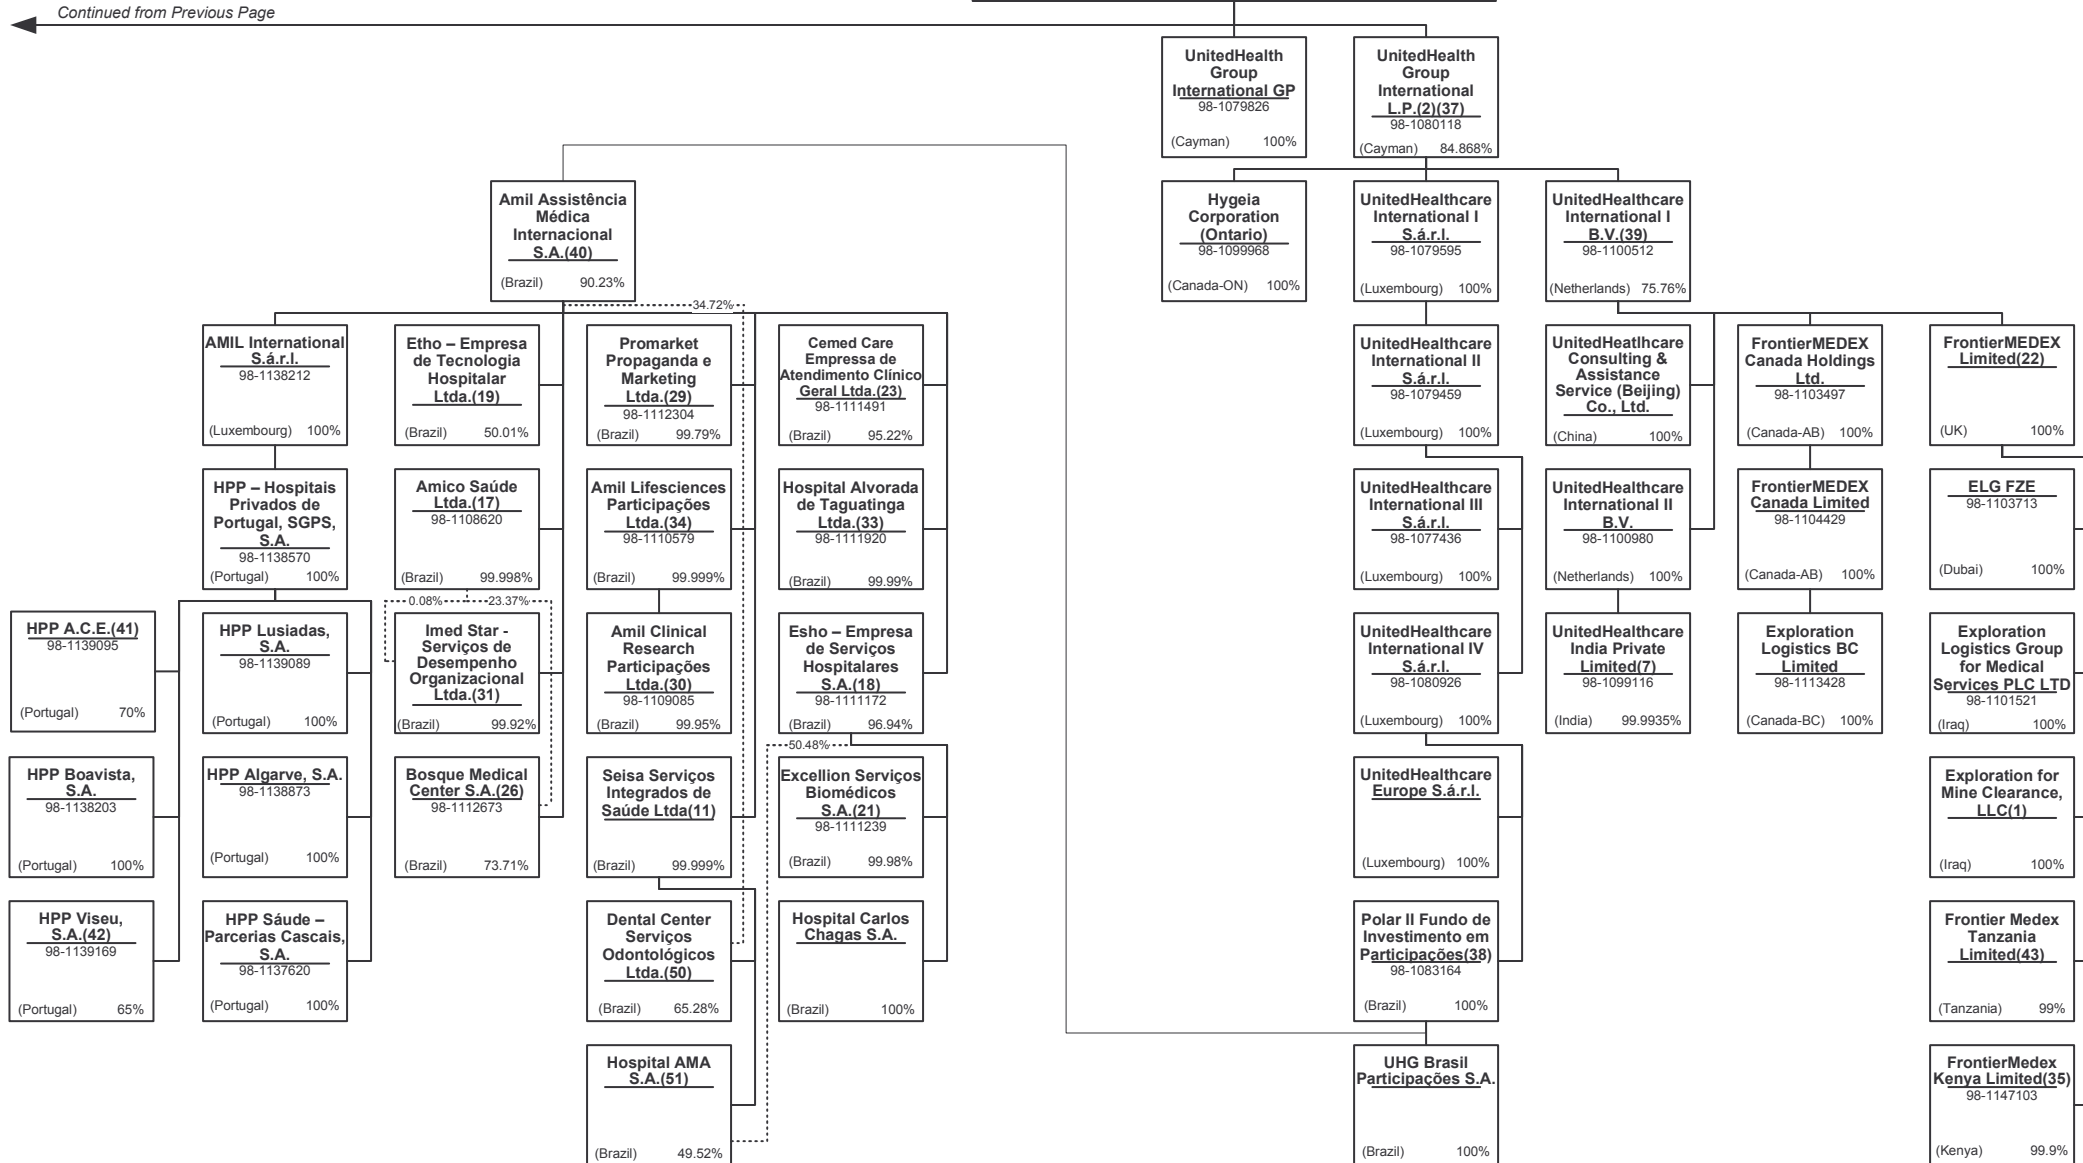 Continued from Previous Page
UnitedHealth
Group
International GP
98-1079826
(Cayman) 100%
UnitedHealth
Group
International
L.P.(2)(37)
98-1080118
(Cayman) 84.868%
Amil Assistência
Médica
Internacional
S.A.(40)
(Brazil) 90.23%
Hygeia
Corporation
(Ontario)
98-1099968
(Canada-ON) 100%
UnitedHealthcare
International I
S.á.r.l.
98-1079595
(Luxembourg) 100%
UnitedHealthcare
International I
B.V.(39)
98-1100512
(Netherlands) 75.76%
34.72%
AMIL International
S.á.r.l.
98-1138212
(Luxembourg) 100%
Etho – Empresa
de Tecnologia
Hospitalar
Ltda.(19)
(Brazil) 50.01%
Promarket
Propaganda e
Marketing
Ltda.(29)
98-1112304
(Brazil) 99.79%
Cemed Care
Empressa de
Atendimento Clínico
Geral Ltda.(23)
98-1111491
(Brazil) 95.22%
UnitedHealthcare
International II
S.á.r.l.
98-1079459
(Luxembourg) 100%
UnitedHeatlhcare
Consulting &
Assistance
Service (Beijing)
Co., Ltd.
(China) 100%
FrontierMEDEX
Canada Holdings
Ltd.
98-1103497
(Canada-AB) 100%
FrontierMEDEX
Limited(22)
(UK) 100%
HPP – Hospitais
Privados de
Portugal, SGPS,
S.A.
98-1138570
(Portugal) 100%
Amico Saúde
Ltda.(17)
98-1108620
(Brazil) 99.998%
Amil Lifesciences
Participações
Ltda.(34)
98-1110579
(Brazil) 99.999%
Hospital Alvorada
de Taguatinga
Ltda.(33)
98-1111920
(Brazil) 99.99%
UnitedHealthcare
International III
S.á.r.l.
98-1077436
(Luxembourg) 100%
UnitedHealthcare
International II
B.V.
98-1100980
(Netherlands) 100%
FrontierMEDEX
Canada Limited
98-1104429
(Canada-AB) 100%
ELG FZE
98-1103713
(Dubai) 100%
0.08% 23.37%
HPP A.C.E.(41)
98-1139095
(Portugal) 70%
HPP Lusiadas,
S.A.
98-1139089
(Portugal) 100%
Imed Star -
Serviços de
Desempenho
Organizacional
Ltda.(31)
(Brazil) 99.92%
Amil Clinical
Research
Participações
Ltda.(30)
98-1109085
(Brazil) 99.95%
Esho – Empresa
de Serviços
Hospitalares
S.A.(18)
98-1111172
(Brazil) 96.94%
UnitedHealthcare
International IV
S.á.r.l.
98-1080926
(Luxembourg) 100%
UnitedHealthcare
India Private
Limited(7)
98-1099116
(India) 99.9935%
Exploration
Logistics BC
Limited
98-1113428
(Canada-BC) 100%
Exploration
Logistics Group
for Medical
Services PLC LTD
98-1101521
(Iraq) 100%
50.48%
HPP Boavista,
S.A.
98-1138203
(Portugal) 100%
HPP Algarve, S.A.
98-1138873
(Portugal) 100%
Bosque Medical
Center S.A.(26)
98-1112673
(Brazil) 73.71%
Seisa Serviços
Integrados de
Saúde Ltda(11)
(Brazil) 99.999%
Excellion Serviços
Biomédicos
S.A.(21)
98-1111239
(Brazil) 99.98%
UnitedHealthcare
Europe S.á.r.l.
(Luxembourg) 100%
Exploration for
Mine Clearance,
LLC(1)
(Iraq) 100%
HPP Viseu,
S.A.(42)
98-1139169
(Portugal) 65%
HPP Sáude –
Parcerias Cascais,
S.A.
98-1137620
(Portugal) 100%
Dental Center
Serviços
Odontológicos
Ltda.(50)
(Brazil) 65.28%
Hospital Carlos
Chagas S.A.
(Brazil) 100%
Polar II Fundo de
Investimento em
Participações(38)
98-1083164
(Brazil) 100%
Frontier Medex
Tanzania
Limited(43)
(Tanzania) 99%
Hospital AMA
S.A.(51)
(Brazil) 49.52%
UHG Brasil
Participações S.A.
(Brazil) 100%
FrontierMedex
Kenya Limited(35)
98-1147103
(Kenya) 99.9%